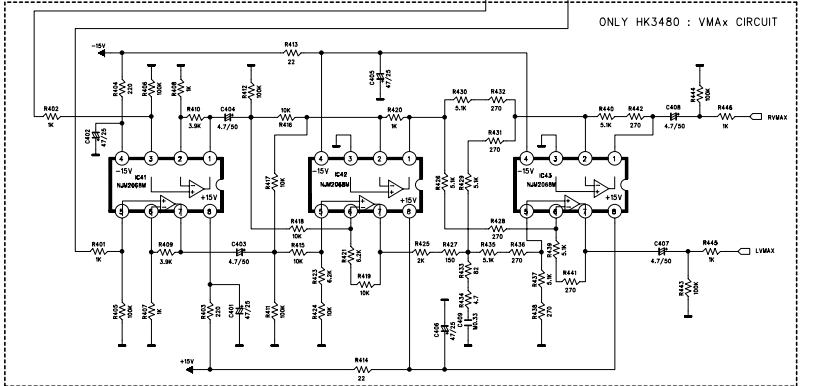 ONLY HK3480 : VMAx CIRCUIT
-15V
R413
22
R404
220
R406
100K
R408
1K
R412
100K
C405
47/25
R430
5.1K
R432
270
R444
100K
R402
1K
R410
3.9K
C404
4.7/50
10K
R416
R420
1K
R431
270
R440
5.1K
R442
270
C408
4.7/50
R446
1K
RVMAX
C402
47/25
4
3
2
1
4
3
2
1
4
3
2
1
-15V
IC41
NJM2068M
+15V
-15V
IC42
NJM2068M
+15V
-15V
IC43
NJM2068M
+15V
R417
10K
R426
5.1K
R429
5.1K
5
6
7
8
5
6
7
8
5
6
7
8
R418
10K
R428
270
R401
1K
R409
3.9K
C403
4.7/50
R415
10K
R421
6.2K
R425
2K
R427
150
R435
5.1K
R436
270
R439
5.1K
C407
4.7/50
R445
1K
LVMAX
R423
6.2K
R419
10K
R433
82
R437
5.1K
R441
270
R443
100K
R405
100K
R407
1K
R403
220
C401
47/25
R411
100K
R424
10K
R434
4.7
C409
M0.33
R438
270
C406
47/25
+15V
R414
22